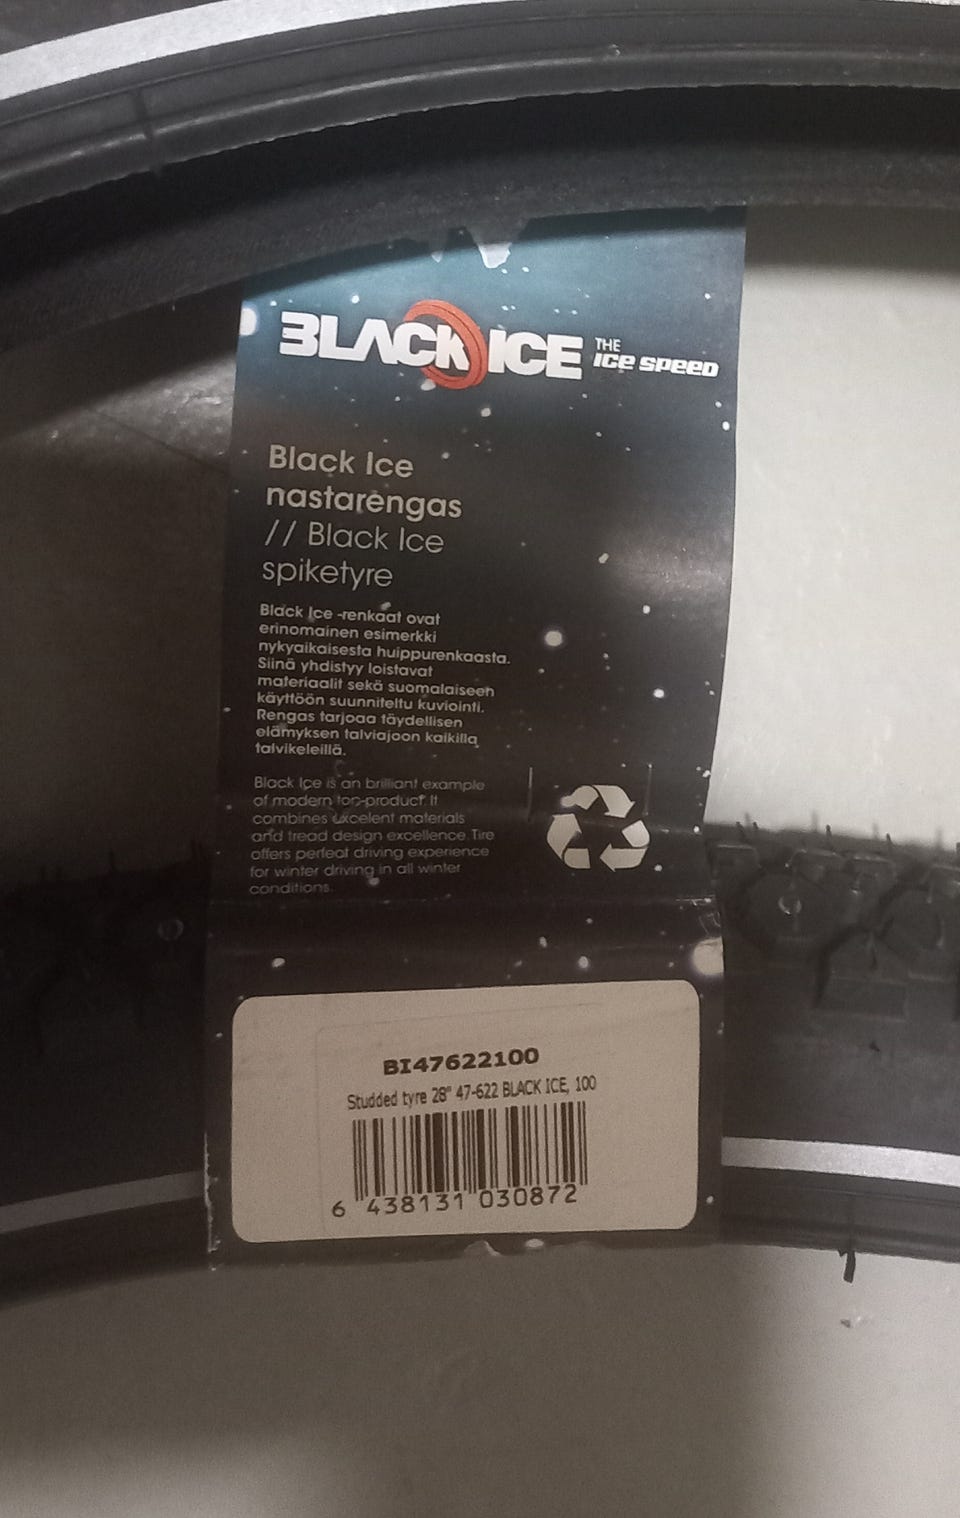 BLACK ICE THE ICE SPEED
Black Ice
nastarengas
// Black Ice
spiketyre
Black Ice -renkaat ovat
erinomainen esimerkki
nykyaikaisesta huippurenkaasta.
Siinä yhdistyy loistavat
materiaalit sekä suomalaiseen
käyttöön suunniteltu kuviointi.
Rengas tarjoaa täydellisen
elämyksen talviajoon kaikilla
talvikeleillä.
Black Ice is an brilliant example
of modern top-product. It
combines excelent materials
and tread design excellence. Tire
offers perfect driving experience
for winter driving in all winter
conditions.
BI47622100
Studded tyre 28" 47-622 BLACK ICE, 100
6 438131 030872